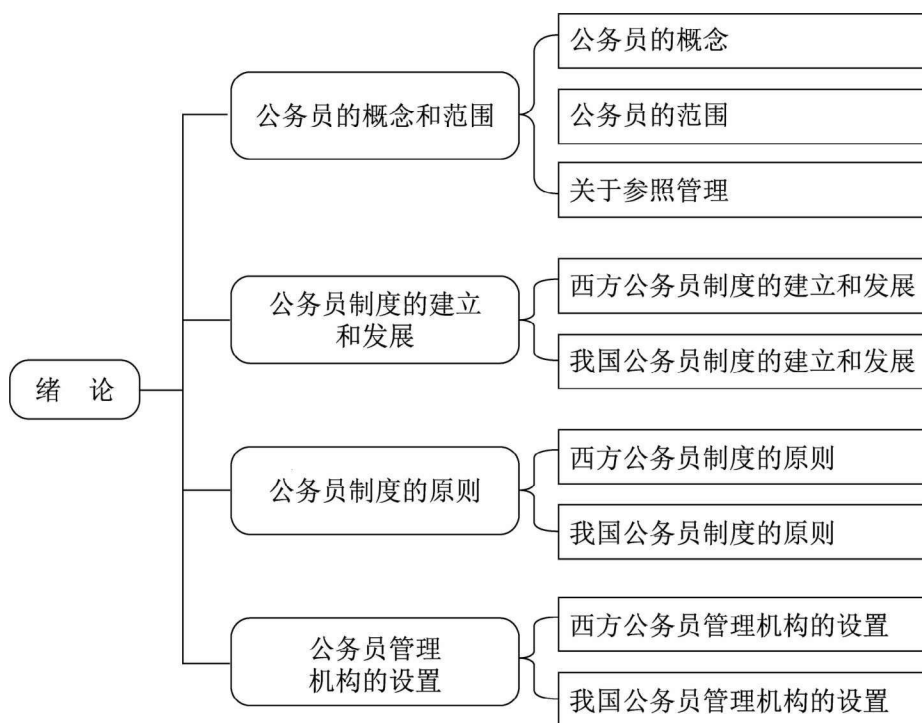 绪 论
公务员的概念和范围
公务员的概念
公务员的范围
关于参照管理
公务员制度的建立
和发展
西方公务员制度的建立和发展
我国公务员制度的建立和发展
公务员制度的原则
西方公务员制度的原则
我国公务员制度的原则
公务员管理
机构的设置
西方公务员管理机构的设置
我国公务员管理机构的设置